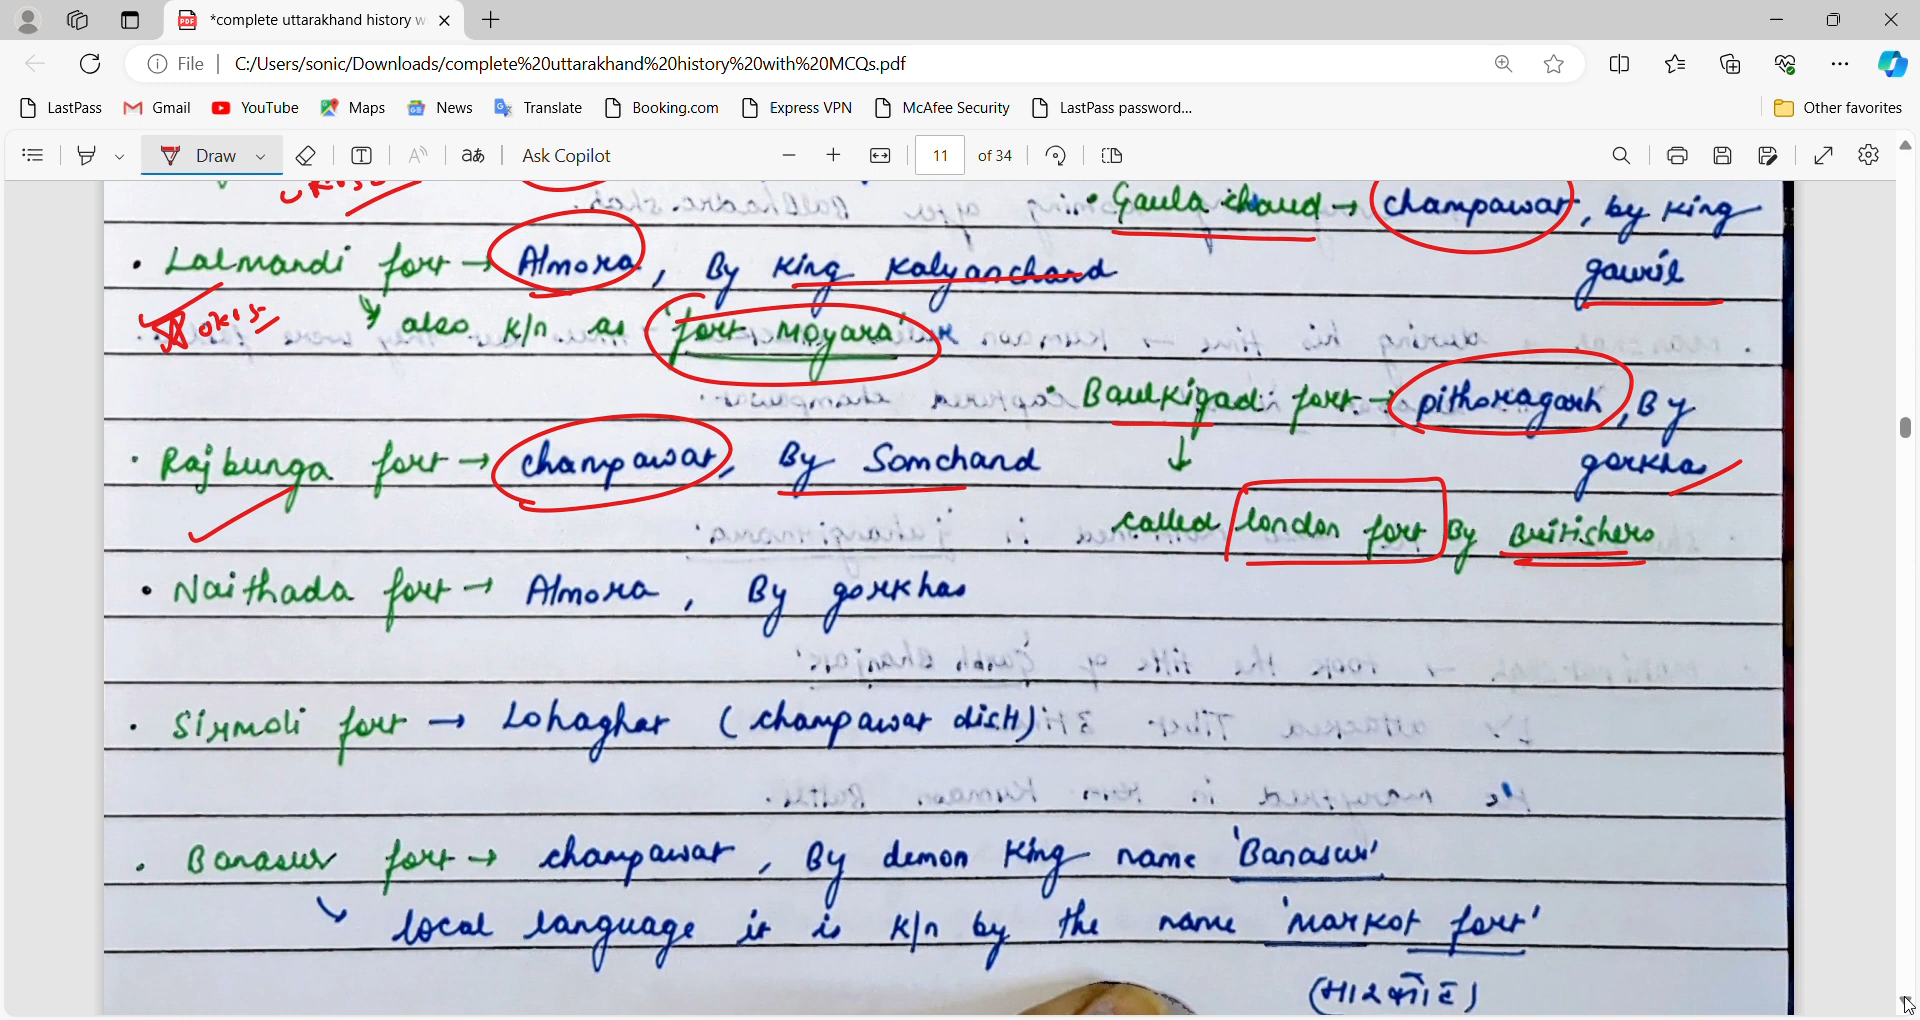 *complete uttarakhand history w
File
C:/Users/sonic/Downloads/complete%20uttarakhand%20history%20with%20MCQs.pdf
LastPass
Gmail
YouTube
Maps
News
Translate
Booking.com
Express VPN
McAfee Security
LastPass password...
Other favorites
Draw
Ask Copilot
11 of 34
• Gaula chaud → champawat, by King
gauril
• Lalmandi fort → Almora, By King Kalyanchand
also K/n as 'fort Moyara'
• Baulkigad fort → pithoragarh, By
gorkhas
• Rajbunga fort → champawat, By Somchand
called london fort By Britishers
• Naithada fort → Almora, By gorkhas
• Sirmoli fort → Lohaghat (champawat distt)
• Banasur fort → champawat, By demon King name 'Banasur'
local language it is K/n by the name 'markot fort'
(मारकोट)